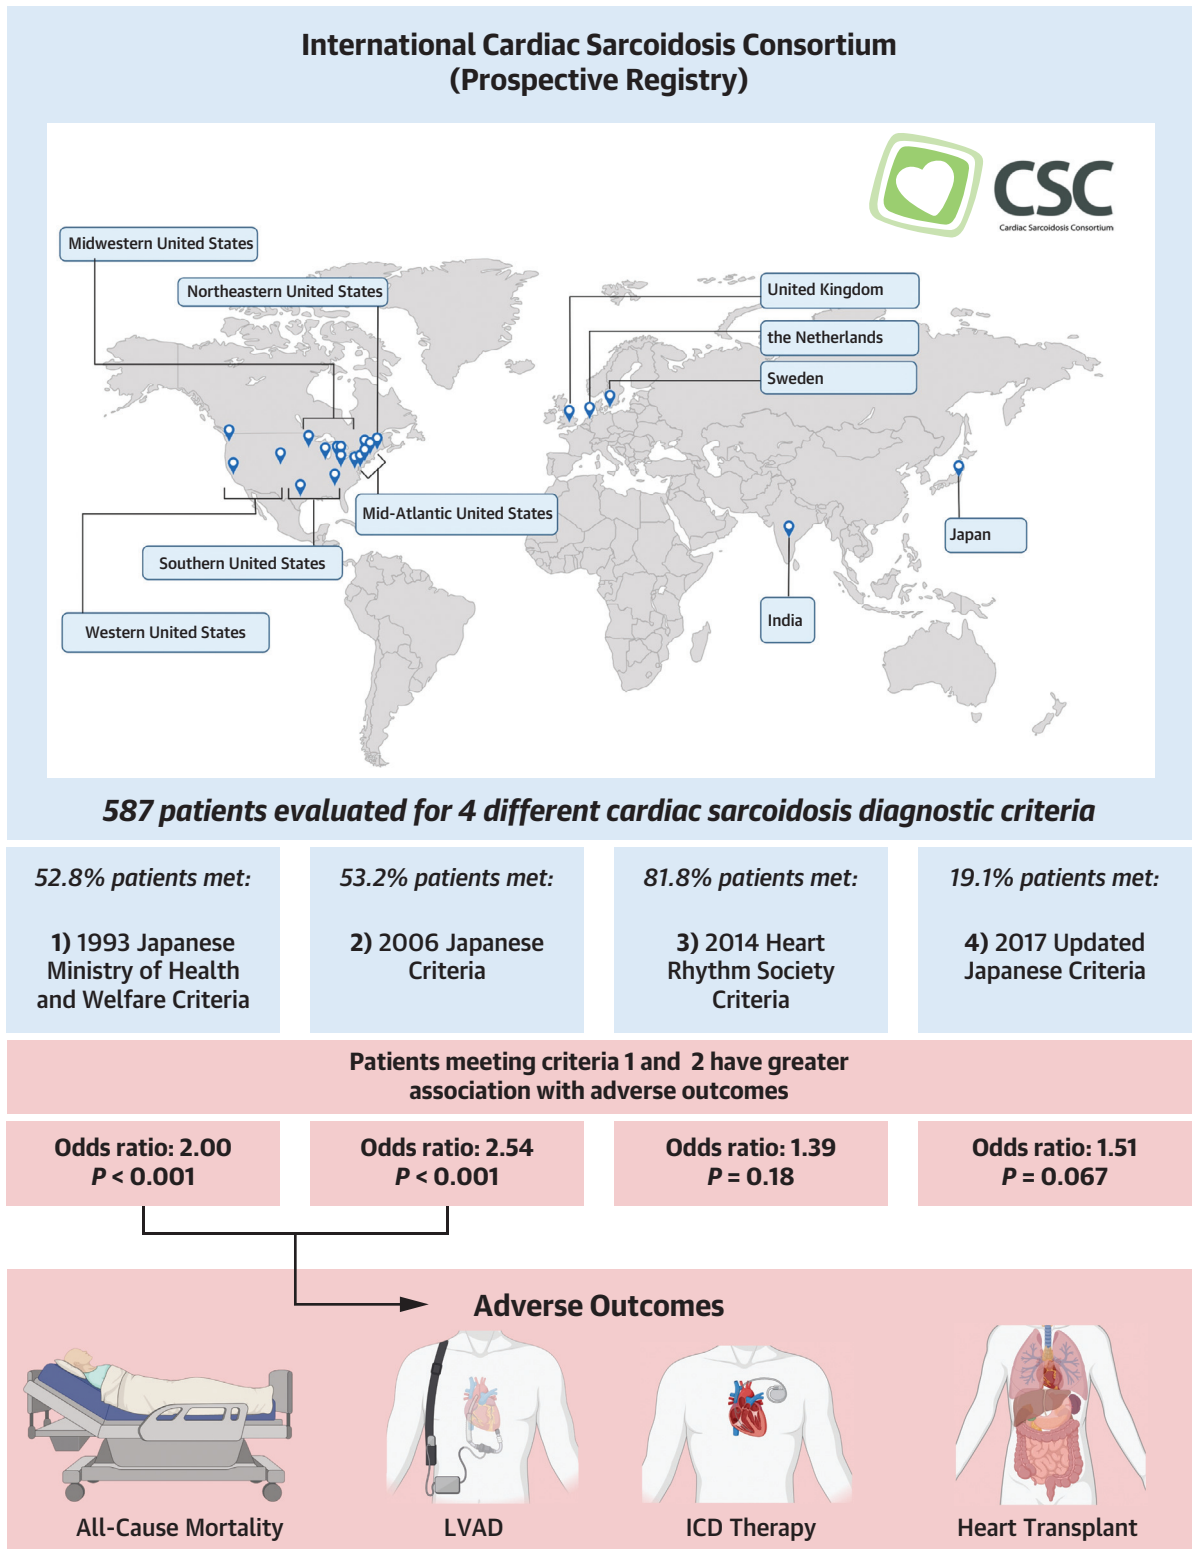 International Cardiac Sarcoidosis Consortium
(Prospective Registry)
CSC
Cardiac Sarcoidosis Consortium
Midwestern United States
Northeastern United States
United Kingdom
the Netherlands
Sweden
Mid-Atlantic United States
Japan
Southern United States
India
Western United States
587 patients evaluated for 4 different cardiac sarcoidosis diagnostic criteria
52.8% patients met:
1) 1993 Japanese
Ministry of Health
and Welfare Criteria
53.2% patients met:
2) 2006 Japanese
Criteria
81.8% patients met:
3) 2014 Heart
Rhythm Society
Criteria
19.1% patients met:
4) 2017 Updated
Japanese Criteria
Patients meeting criteria 1 and 2 have greater
association with adverse outcomes
Odds ratio: 2.00
P < 0.001
Odds ratio: 2.54
P < 0.001
Odds ratio: 1.39
P = 0.18
Odds ratio: 1.51
P = 0.067
Adverse Outcomes
All-Cause Mortality
LVAD
ICD Therapy
Heart Transplant